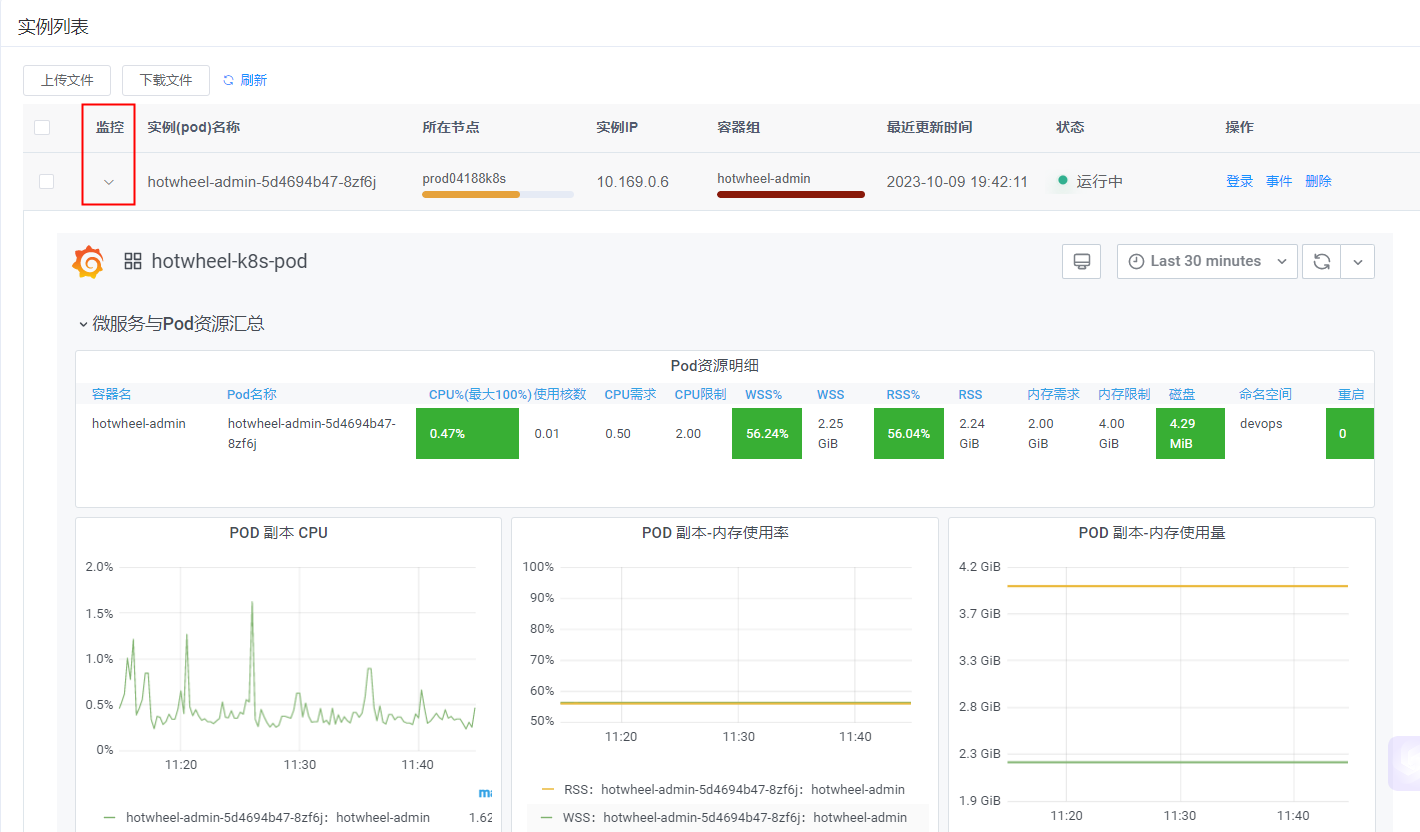 实例列表
上传文件 下载文件 刷新
监控 实例(pod)名称 所在节点 实例IP 容器组 最近更新时间 状态 操作
hotwheel-admin-5d4694b47-8zf6j prod04188k8s 10.169.0.6 hotwheel-admin 2023-10-09 19:42:11 运行中 登录 事件 删除
hotwheel-k8s-pod Last 30 minutes
微服务与Pod资源汇总
Pod资源明细
容器名 Pod名称 CPU%(最大100%) 使用核数 CPU需求 CPU限制 WSS% WSS RSS% RSS 内存需求 内存限制 磁盘 命名空间 重启
hotwheel-admin hotwheel-admin-5d4694b47-8zf6j 0.47% 0.01 0.50 2.00 56.24% 2.25 GiB 56.04% 2.24 GiB 2.00 GiB 4.00 GiB 4.29 MiB devops 0
POD 副本 CPU
2.0%
1.5%
1.0%
0.5%
0%
11:20 11:30 11:40
ma
hotwheel-admin-5d4694b47-8zf6j: hotwheel-admin 1.62
POD 副本-内存使用率
100%
90%
80%
70%
60%
50%
11:20 11:30 11:40
RSS: hotwheel-admin-5d4694b47-8zf6j: hotwheel-admin
WSS: hotwheel-admin-5d4694b47-8zf6j: hotwheel-admin
POD 副本-内存使用量
4.2 GiB
3.7 GiB
3.3 GiB
2.8 GiB
2.3 GiB
1.9 GiB
11:20 11:30 11:40